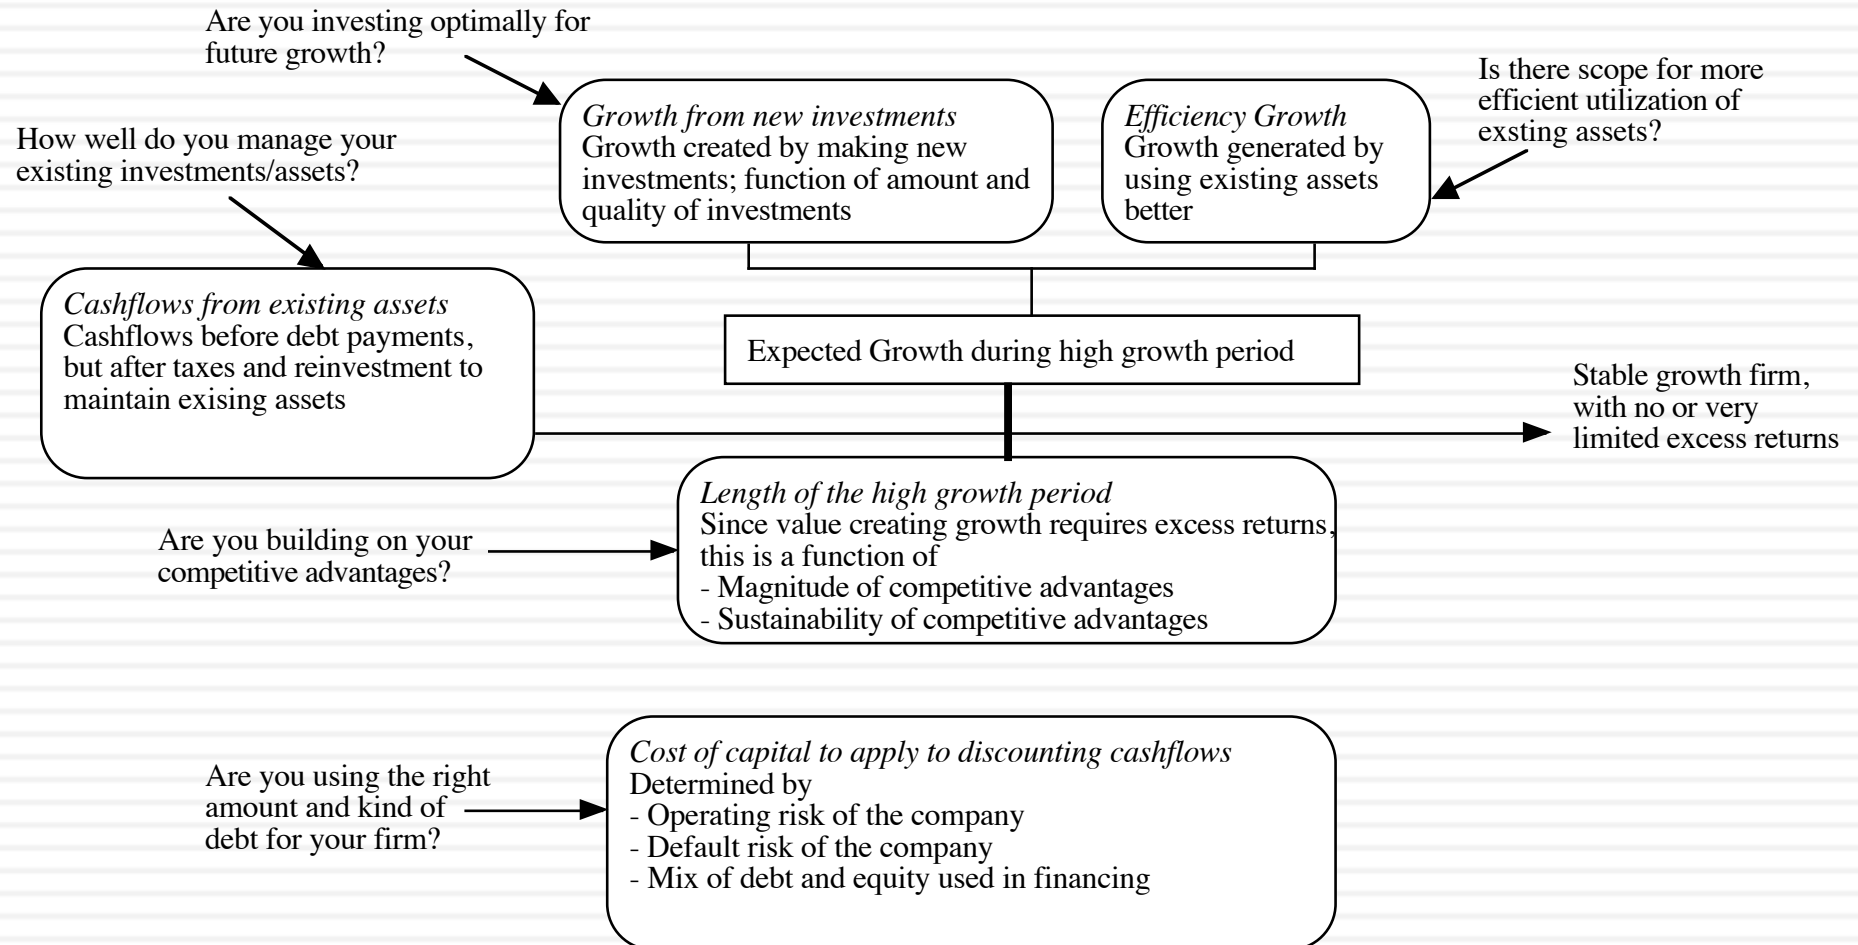 Are you investing optimally for
future growth?
Is there scope for more
efficient utilization of
exsting assets?
Growth from new investments
Growth created by making new
investments; function of amount and
quality of investments
Efficiency Growth
Growth generated by
using existing assets
better
How well do you manage your
existing investments/assets?
Cashflows from existing assets
Cashflows before debt payments,
but after taxes and reinvestment to
maintain exising assets
Expected Growth during high growth period
Stable growth firm,
with no or very
limited excess returns
Length of the high growth period
Since value creating growth requires excess returns,
this is a function of
- Magnitude of competitive advantages
- Sustainability of competitive advantages
Are you building on your
competitive advantages?
Cost of capital to apply to discounting cashflows
Determined by
- Operating risk of the company
- Default risk of the company
- Mix of debt and equity used in financing
Are you using the right
amount and kind of
debt for your firm?